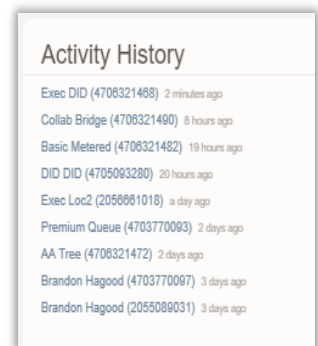 Activity History
Exec DID (4706321468) 2 minutes ago
Collab Bridge (4706321490) 8 hours ago
Basic Metered (4706321482) 19 hours ago
DID DID (4705093280) 20 hours ago
Exec Loc2 (2056661018) a day ago
Premium Queue (4703770093) 2 days ago
AA Tree (4706321472) 2 days ago
Brandon Hagood (4703770097) 3 days ago
Brandon Hagood (2055089031) 3 days ago